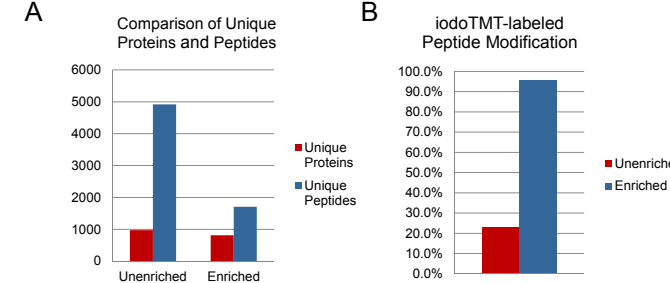 A
Comparison of Unique
Proteins and Peptides
6000
5000
4000
3000
2000
1000
0
Unenriched Enriched
Unique
Proteins
Unique
Peptides
B
iodoTMT-labeled
Peptide Modification
100.0%
90.0%
80.0%
70.0%
60.0%
50.0%
40.0%
30.0%
20.0%
10.0%
0.0%
Unenriche
Enriched